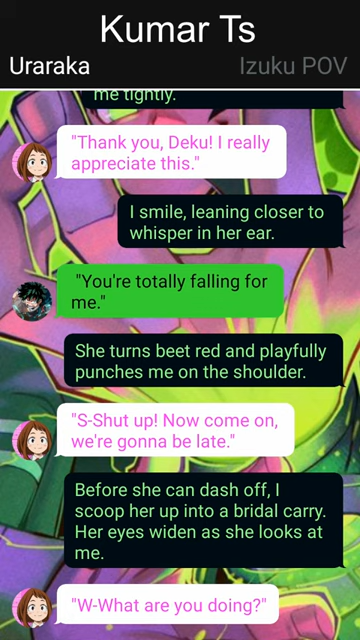 Kumar Ts
Uraraka
Izuku POV
me tightly.
"Thank you, Deku! I really
appreciate this."
I smile, leaning closer to
whisper in her ear.
"You're totally falling for
me."
She turns beet red and playfully
punches me on the shoulder.
"S-Shut up! Now come on,
we're gonna be late."
Before she can dash off, I
scoop her up into a bridal carry.
Her eyes widen as she looks at
me.
"W-What are you doing?"